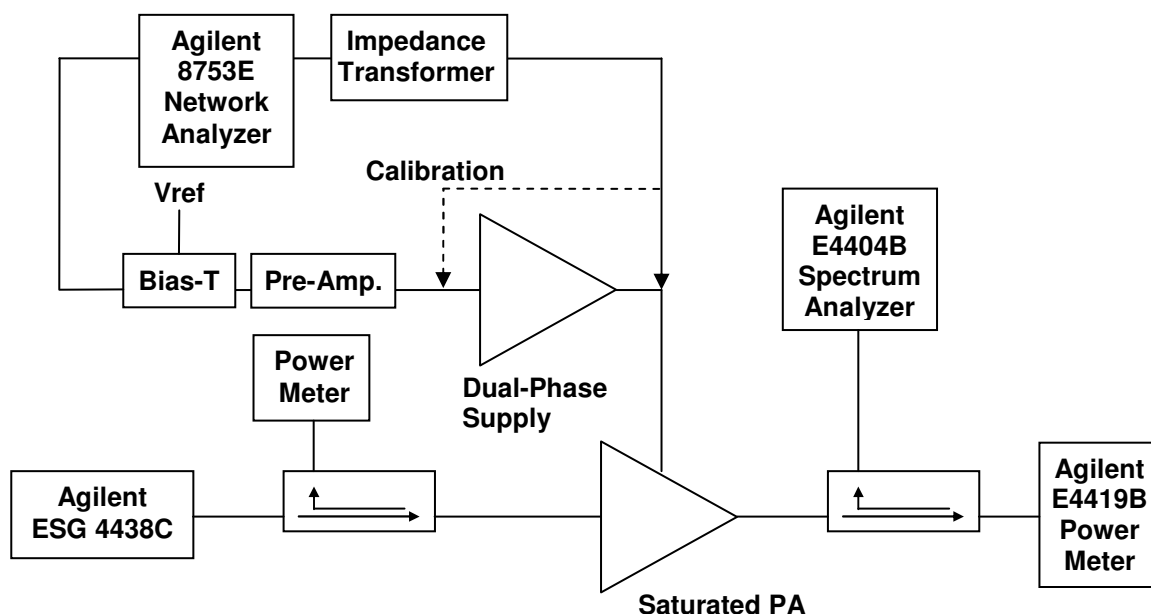 Agilent
8753E
Network
Analyzer
Impedance
Transformer
Calibration
Vref
Bias-T
Pre-Amp.
Agilent
E4404B
Spectrum
Analyzer
Power
Meter
Dual-Phase
Supply
Agilent
ESG 4438C
Agilent
E4419B
Power
Meter
Saturated PA